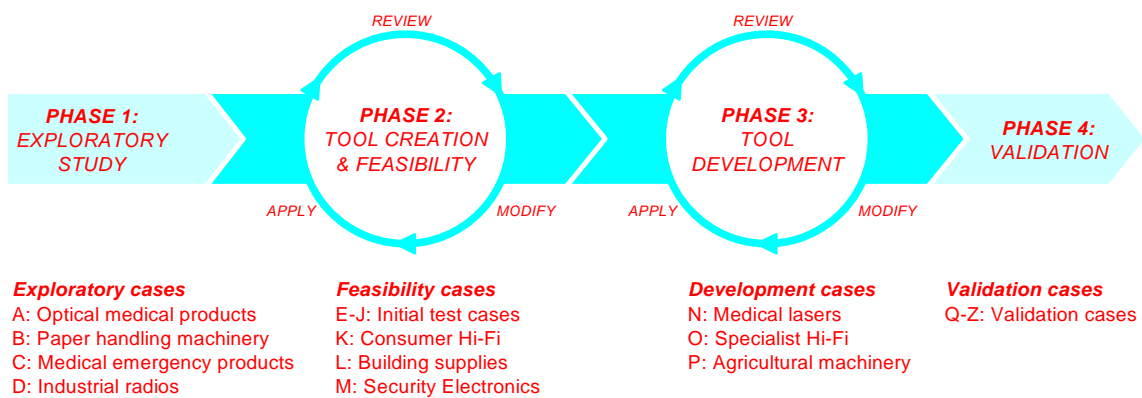 REVIEW
REVIEW
PHASE 1:
EXPLORATORY
STUDY
PHASE 2:
TOOL CREATION
& FEASIBILITY
PHASE 3:
TOOL
DEVELOPMENT
PHASE 4:
VALIDATION
APPLY
MODIFY
APPLY
MODIFY
Exploratory cases
A: Optical medical products
B: Paper handling machinery
C: Medical emergency products
D: Industrial radios
Feasibility cases
E-J: Initial test cases
K: Consumer Hi-Fi
L: Building supplies
M: Security Electronics
Development cases
N: Medical lasers
O: Specialist Hi-Fi
P: Agricultural machinery
Validation cases
Q-Z: Validation cases